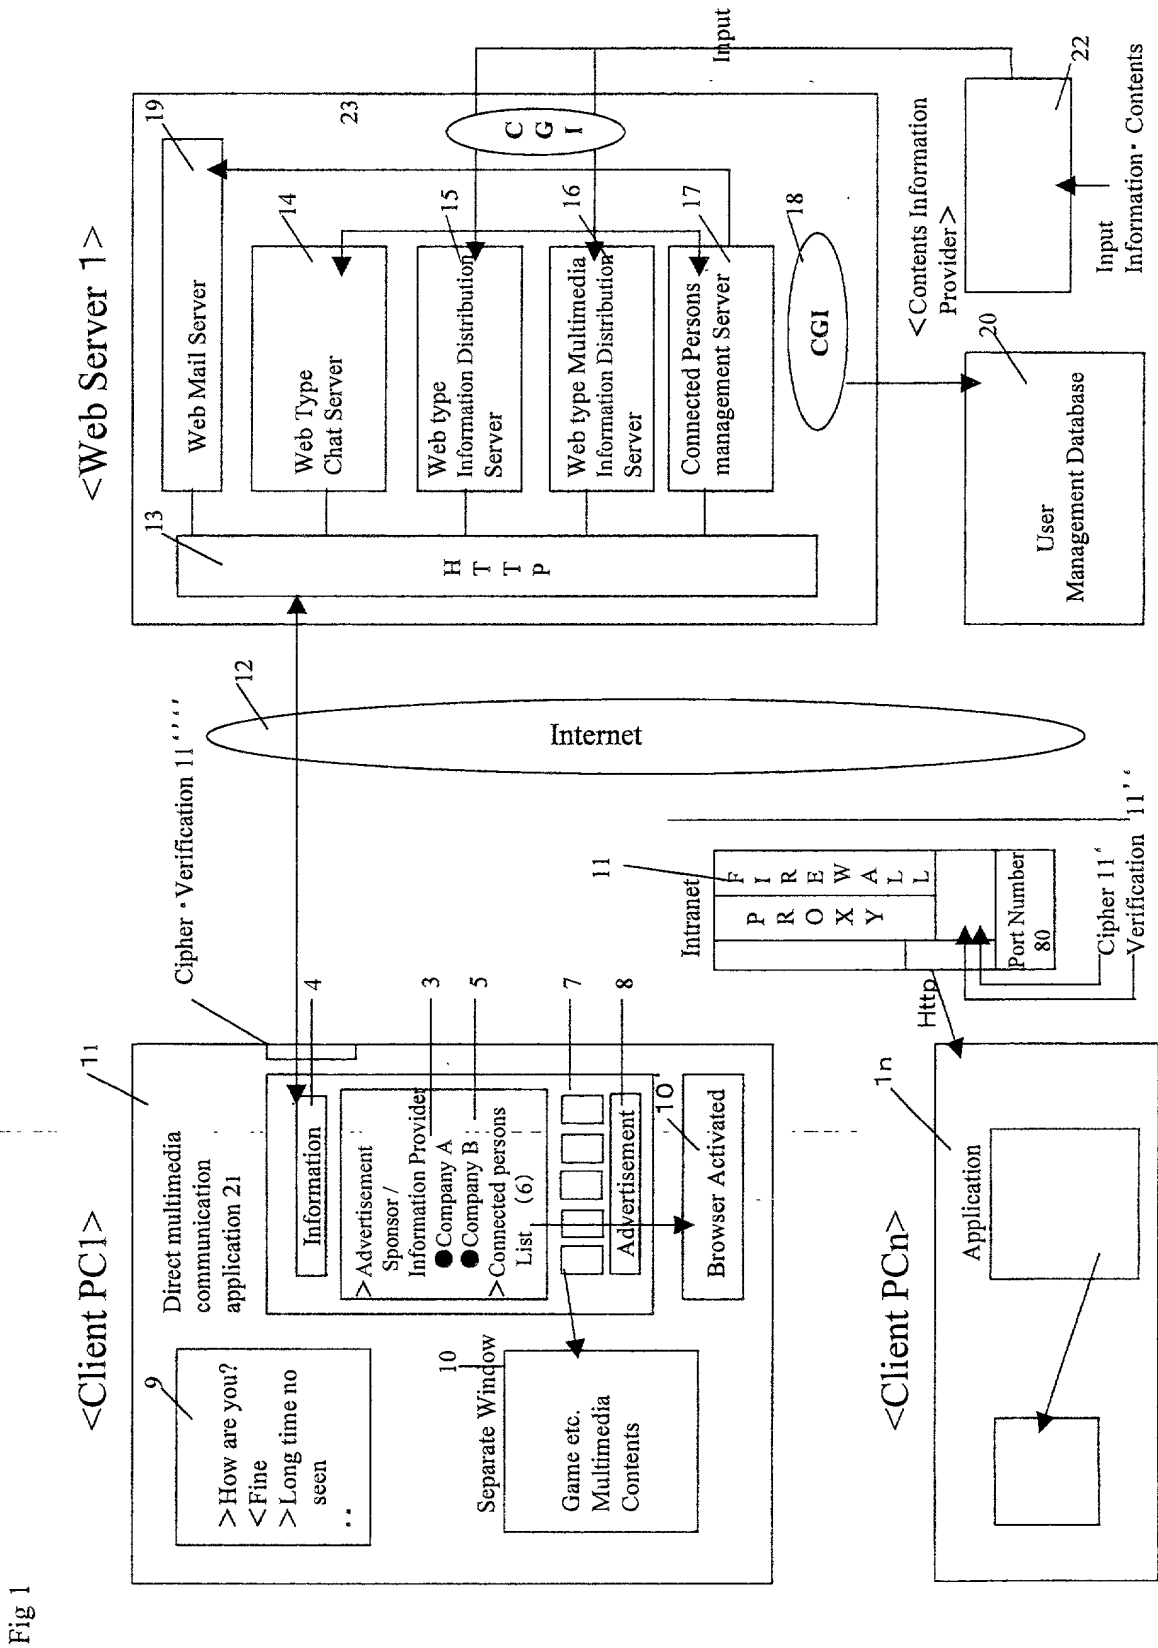 Fig 1
<Client PC1>
9
>How are you?
<Fine
>Long time no
seen
. .
Direct multimedia
communication
application 21
11
Cipher・Verification 11‘’‘‘
Information
4
>Advertisement
Sponsor /
Information Provider
●Company A
●Company B
>Connected persons
List (6)
3
5
7
Advertisement
8
10
Browser Activated
Separate Window
10
Game etc.
Multimedia
Contents
<Client PCn>
1n
Application
Http
Intranet
11
PROXY
FIREWALL
Port Number
80
Cipher 11‘
Verification 11’‘
12
Internet
<Web Server 1>
13
HTTP
19
Web Mail Server
23
14
Web Type
Chat Server
15
Web type
Information Distribution
Server
16
Web type Multimedia
Information Distribution
Server
17
Connected Persons
management Server
CGI
18
CGI
Input
<Contents Information
Provider>
22
Input
Information・Contents
20
User
Management Database